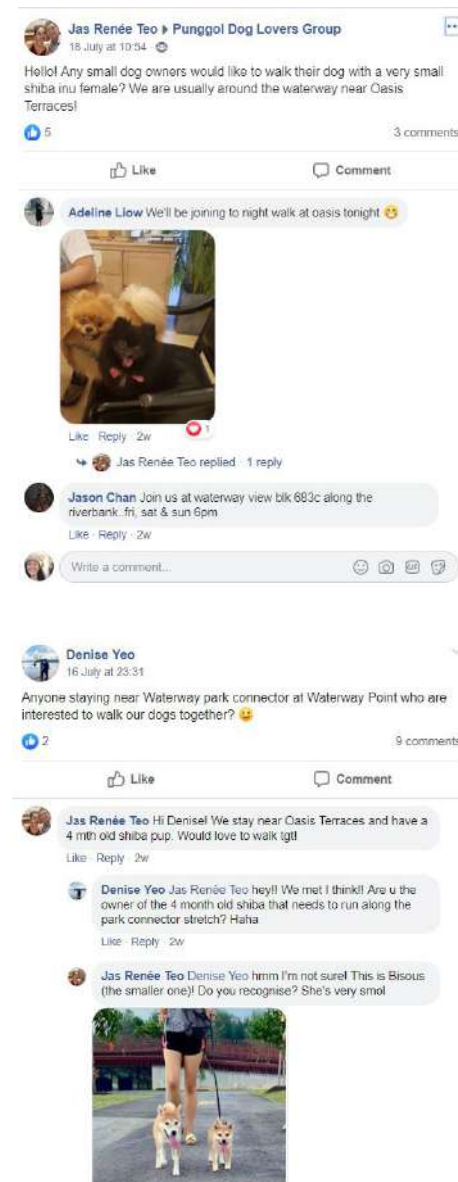 Jas Renée Teo ▸ Punggol Dog Lovers Group
18 July at 10:54 ·
Hello! Any small dog owners would like to walk their dog with a very small
shiba inu female? We are usually around the waterway near Oasis
Terraces!
5
3 comments
Like
Comment
Adeline Liow We'll be joining to night walk at oasis tonight
Like · Reply · 2w
1
Jas Renée Teo replied · 1 reply
Jason Chan Join us at waterway view blk 683c along the
riverbank..fri, sat & sun 6pm
Like · Reply · 2w
Write a comment...
GIF
Denise Yeo
16 July at 23:31
Anyone staying near Waterway park connector at Waterway Point who are
interested to walk our dogs together?
2
9 comments
Like
Comment
Jas Renée Teo Hi Denise! We stay near Oasis Terraces and have a
4 mth old shiba pup. Would love to walk tgt!
Like · Reply · 2w
Denise Yeo Jas Renée Teo hey!! We met I think!! Are u the
owner of the 4 month old shiba that needs to run along the
park connector stretch? Haha
Like · Reply · 2w
Jas Renée Teo Denise Yeo hmm I'm not sure! This is Bisous
(the smaller one)! Do you recognise? She's very smol